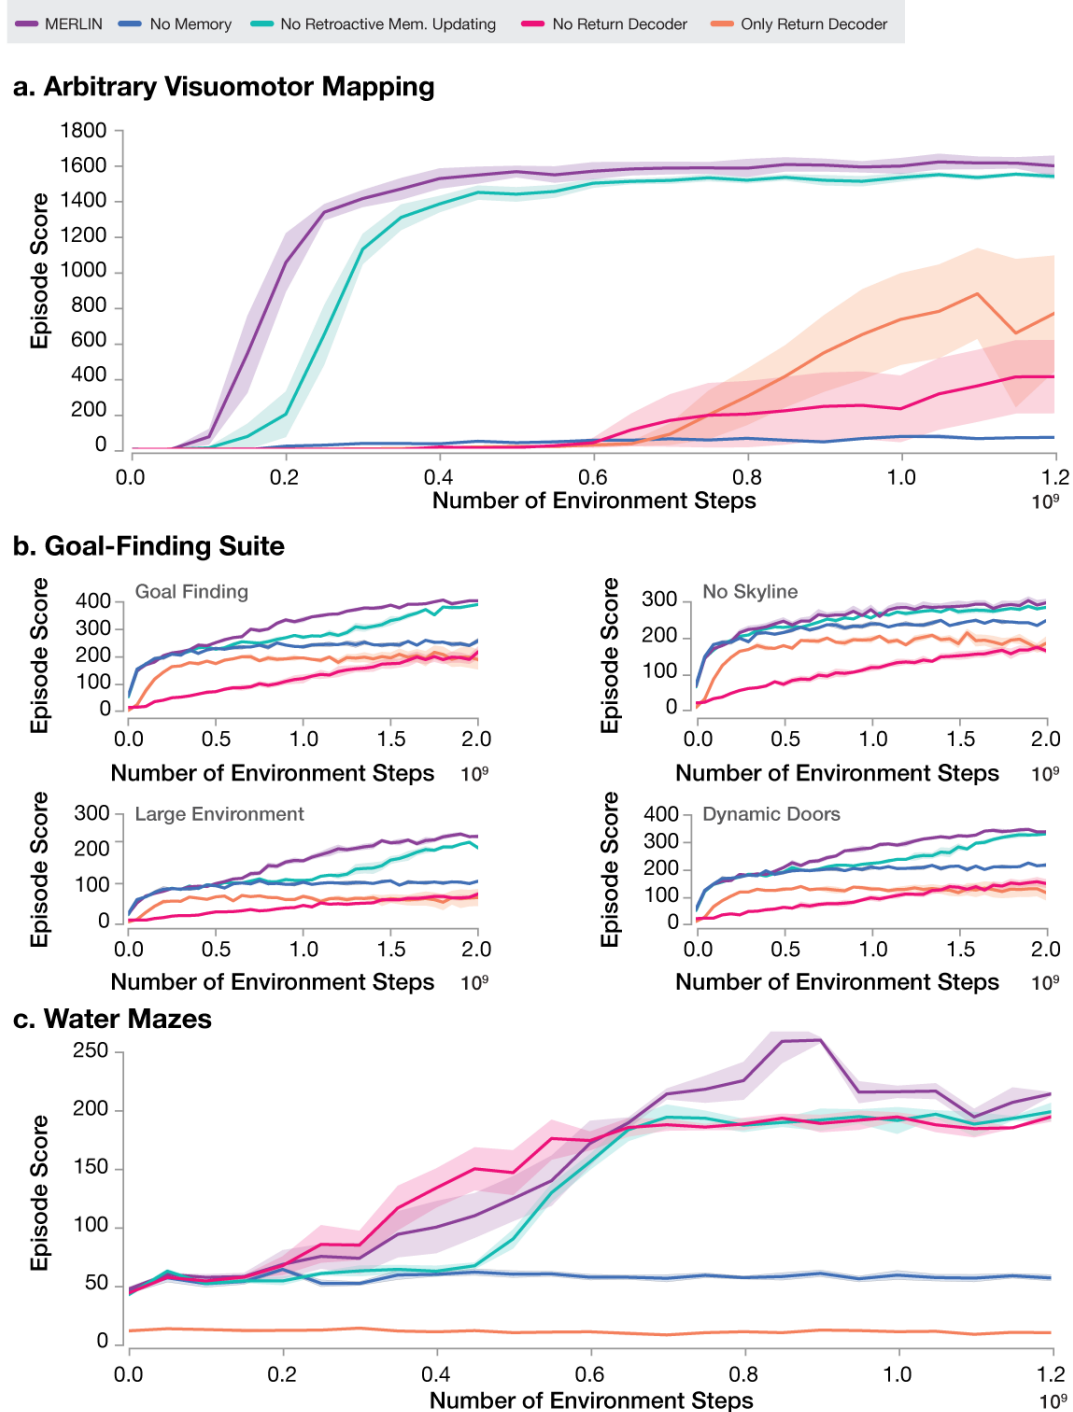 MERLIN No Memory No Retroactive Mem. Updating No Return Decoder Only Return Decoder
a. Arbitrary Visuomotor Mapping
Episode Score
1800
1600
1400
1200
1000
800
600
400
200
0
0.0 0.2 0.4 0.6 0.8 1.0 1.2
Number of Environment Steps 10⁹
b. Goal-Finding Suite
Goal Finding
Episode Score
400
300
200
100
0
0.0 0.5 1.0 1.5 2.0
Number of Environment Steps 10⁹
No Skyline
Episode Score
300
200
100
0
0.0 0.5 1.0 1.5 2.0
Number of Environment Steps 10⁹
Large Environment
Episode Score
300
200
100
0
0.0 0.5 1.0 1.5 2.0
Number of Environment Steps 10⁹
Dynamic Doors
Episode Score
400
300
200
100
0
0.0 0.5 1.0 1.5 2.0
Number of Environment Steps 10⁹
c. Water Mazes
Episode Score
250
200
150
100
50
0
0.0 0.2 0.4 0.6 0.8 1.0 1.2
Number of Environment Steps 10⁹